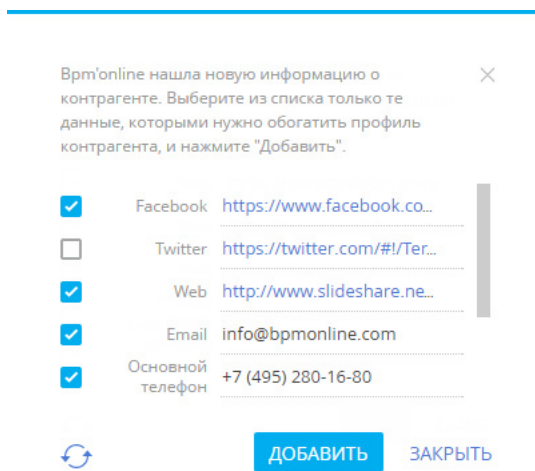 Bpm'online нашла новую информацию о
контрагенте. Выберите из списка только те
данные, которыми нужно обогатить профиль
контрагента, и нажмите "Добавить".
Facebook https://www.facebook.co...
Twitter https://twitter.com/#!/Ter...
Web http://www.slideshare.ne...
Email info@bpmonline.com
Основной
телефон +7 (495) 280-16-80
ДОБАВИТЬ ЗАКРЫТЬ